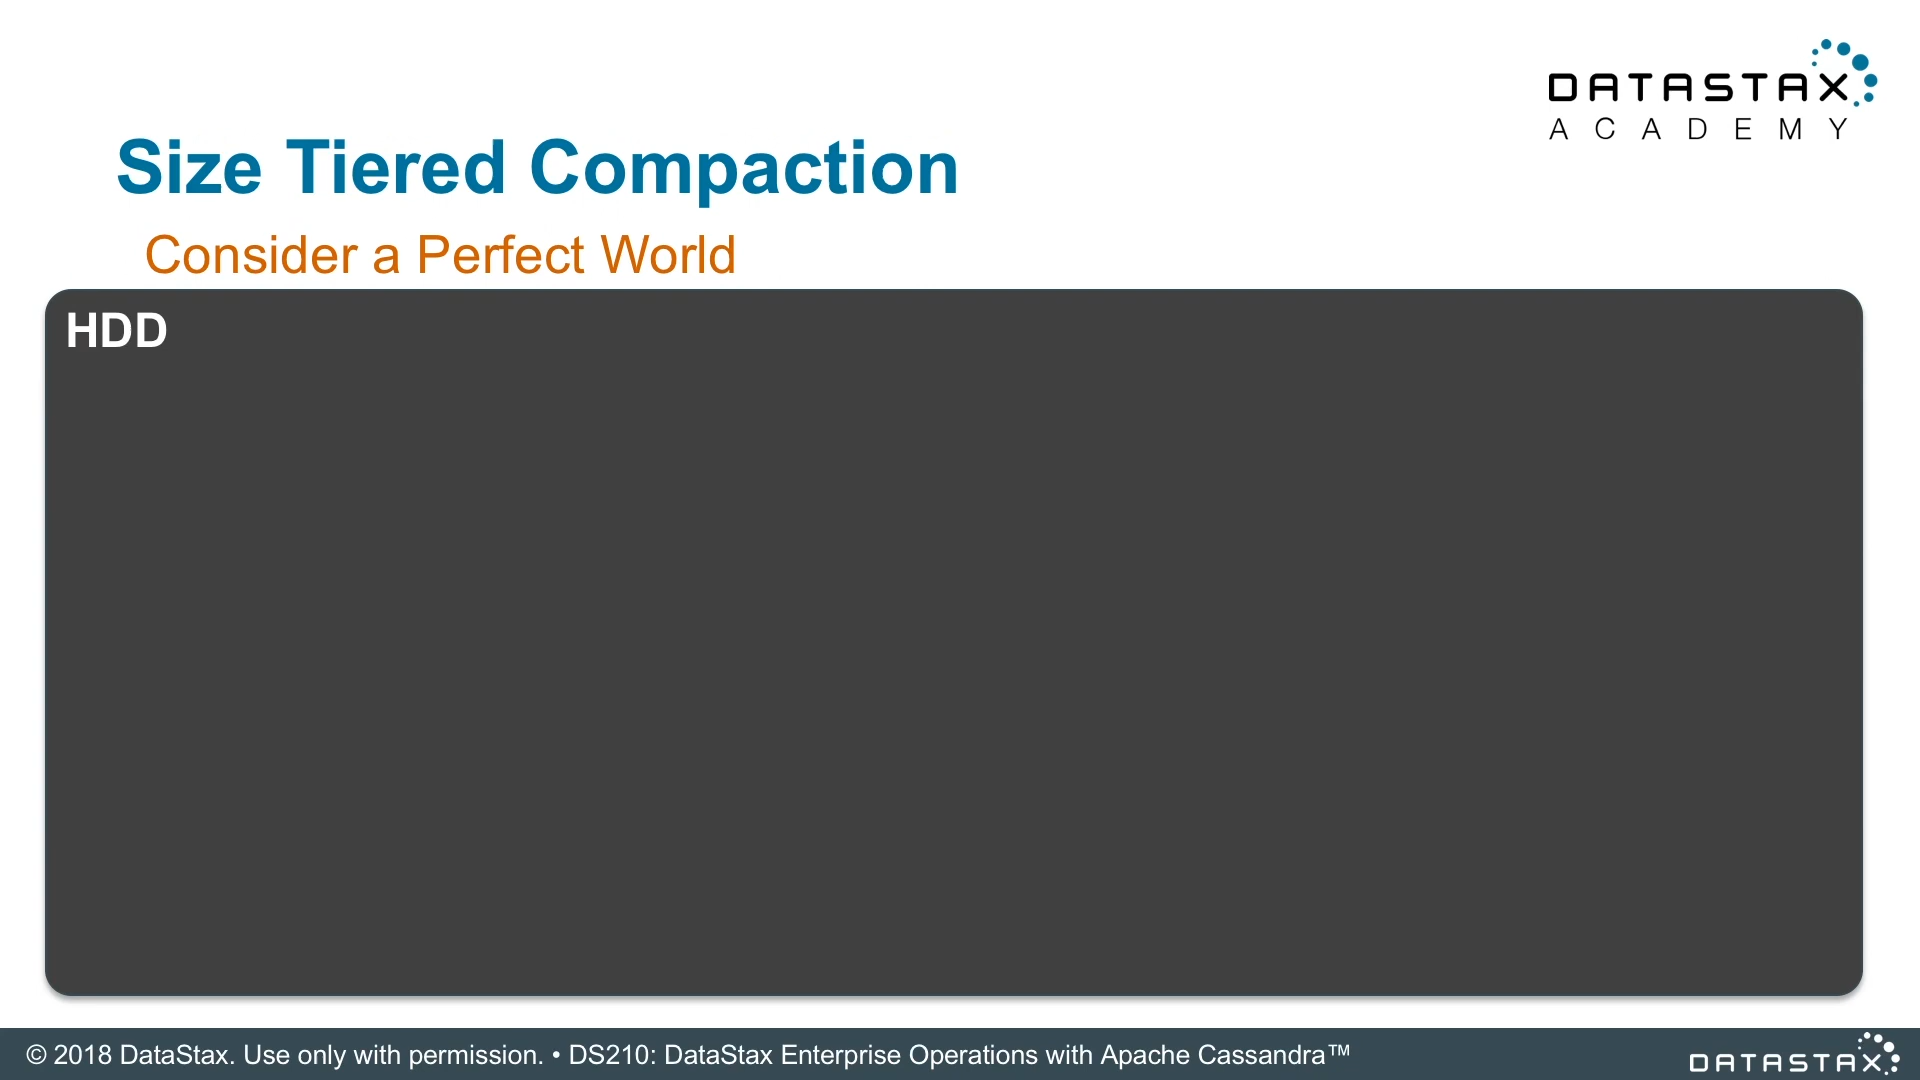 DATASTAX
ACADEMY
Size Tiered Compaction
Consider a Perfect World
HDD
© 2018 DataStax. Use only with permission. • DS210: DataStax Enterprise Operations with Apache Cassandra™
DATASTAX